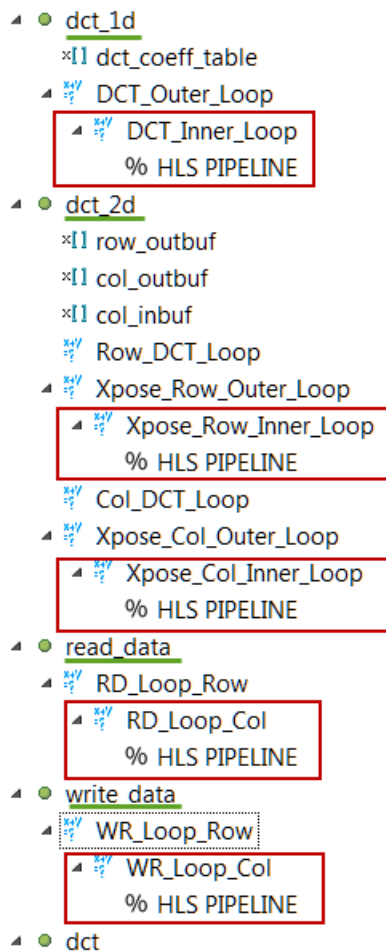 dct_1d
×[] dct_coeff_table
DCT_Outer_Loop
DCT_Inner_Loop
% HLS PIPELINE
dct_2d
×[] row_outbuf
×[] col_outbuf
×[] col_inbuf
Row_DCT_Loop
Xpose_Row_Outer_Loop
Xpose_Row_Inner_Loop
% HLS PIPELINE
Col_DCT_Loop
Xpose_Col_Outer_Loop
Xpose_Col_Inner_Loop
% HLS PIPELINE
read_data
RD_Loop_Row
RD_Loop_Col
% HLS PIPELINE
write_data
WR_Loop_Row
WR_Loop_Col
% HLS PIPELINE
dct